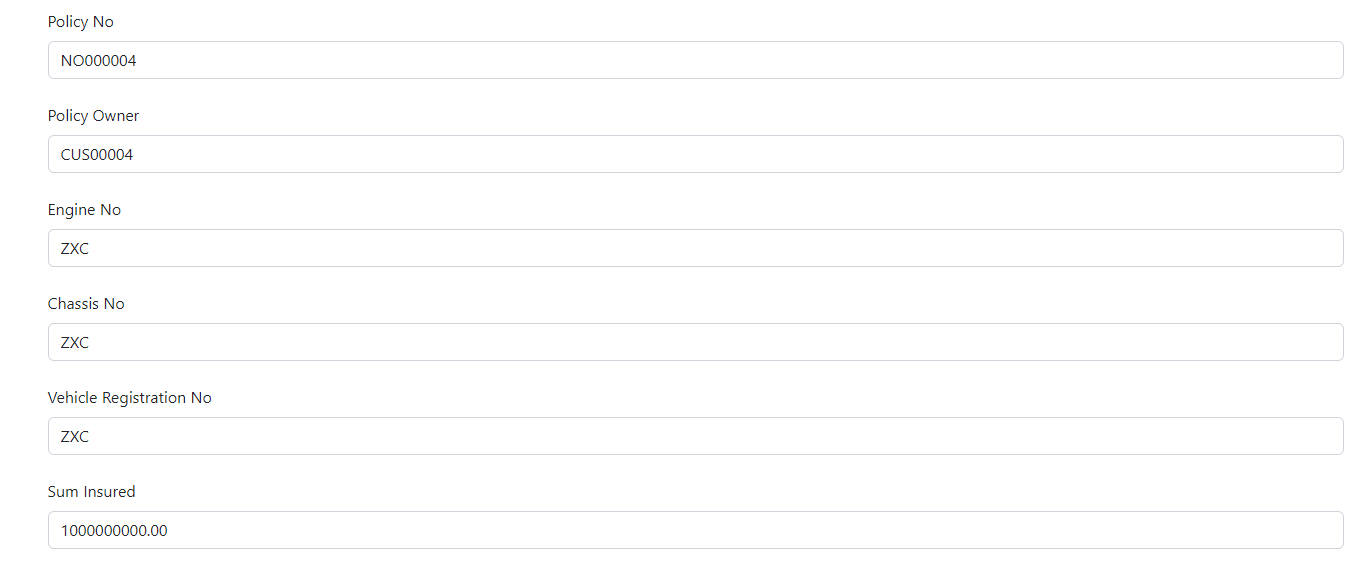 Policy No
NO000004
Policy Owner
CUS00004
Engine No
ZXC
Chassis No
ZXC
Vehicle Registration No
ZXC
Sum Insured
1000000000.00